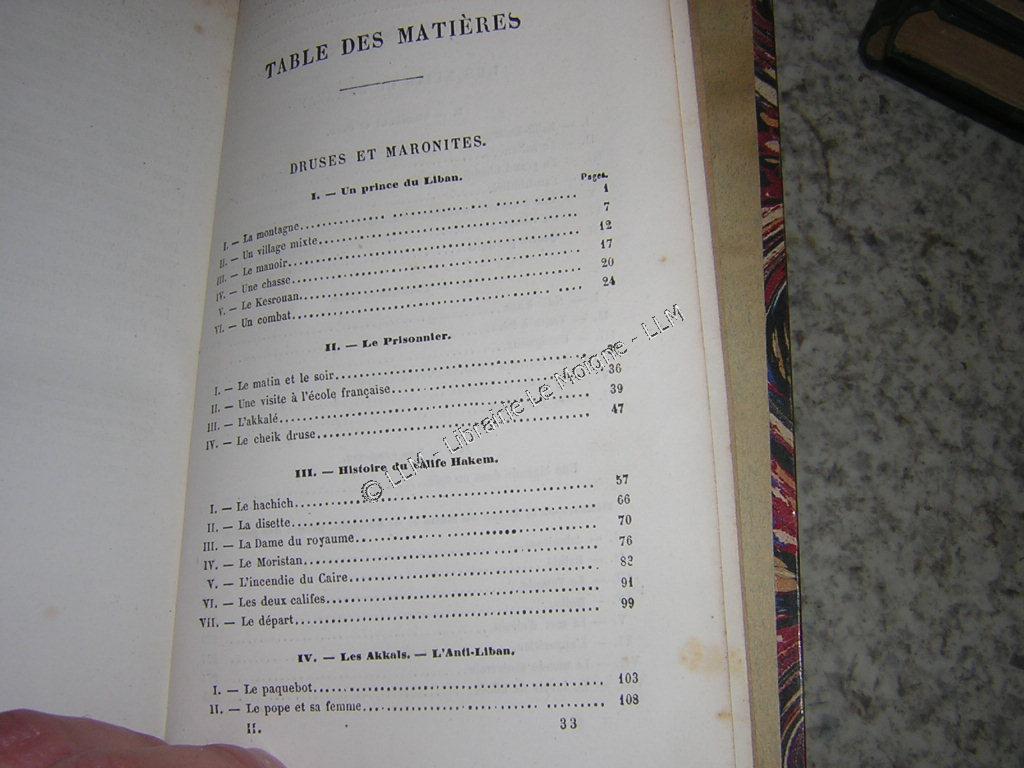 TABLE DES MATIÈRES
DRUSES ET MARONITES.
I. — Un prince du Liban.
Pages.
I. — La montagne 1
II. — Un village mixte 7
III. — Le manoir 12
IV. — Une chasse 17
V. — Le Kesrouan 20
VI. — Un combat 24
II. — Le Prisonnier.
I. — Le matin et le soir
II. — Une visite à l'école française 36
III. — L'akkalé 39
IV. — Le cheik druse 47
III. — Histoire du calife Hakem.
I. — Le hachich 57
II. — La disette 66
III. — La Dame du royaume 70
IV. — Le Moristan 76
V. — L'incendie du Caire 82
VI. — Les deux califes 91
VII. — Le départ 99
IV. — Les Akkals. — L'Anti-Liban.
I. — Le paquebot 103
II. — Le pope et sa femme 108
II. 33
© LLM - Librairie Le Moigne - LLM